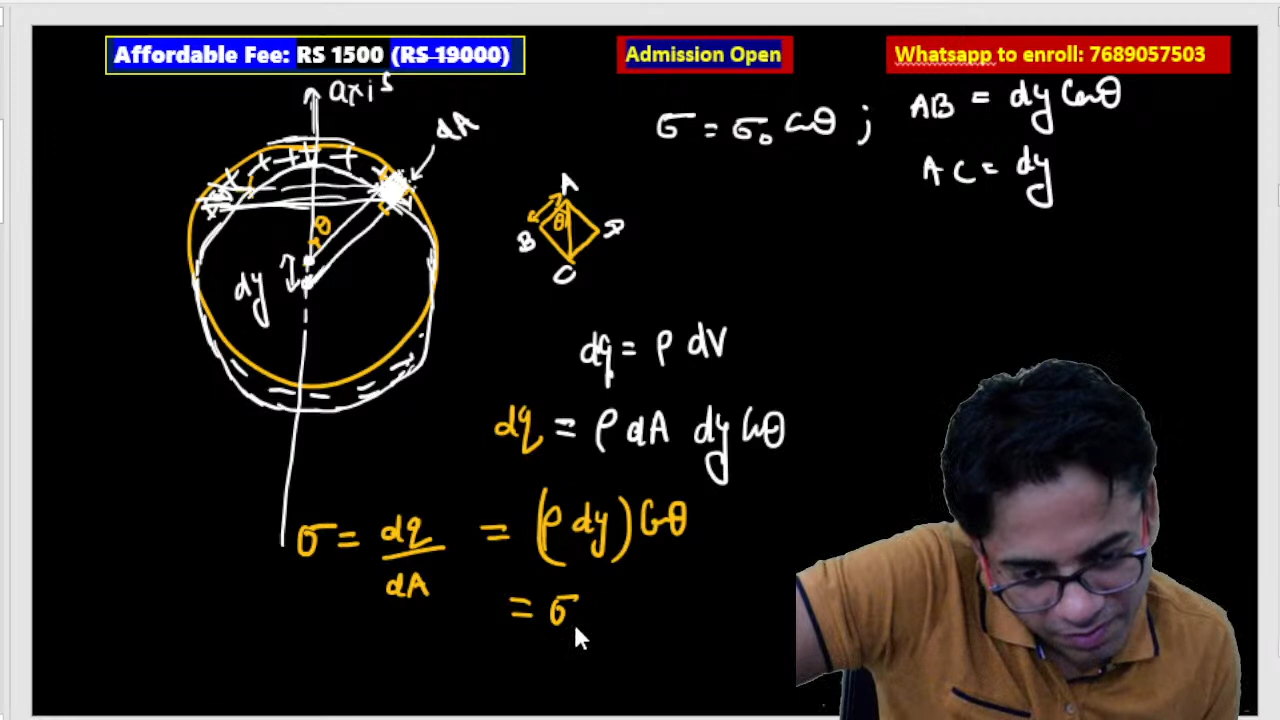 Affordable Fee: RS 1500 (RS 19000)
Admission Open
Whatsapp to enroll: 7689057503
axis
dA
θ
dy
+ + + +
A
B
θ
D
C
σ = σ₀ cosθ ;
AB = dy cosθ
AC = dy
dq = ρ dV
dq = ρ dA dy cosθ
σ = dq/dA = (ρ dy) cosθ
= σ